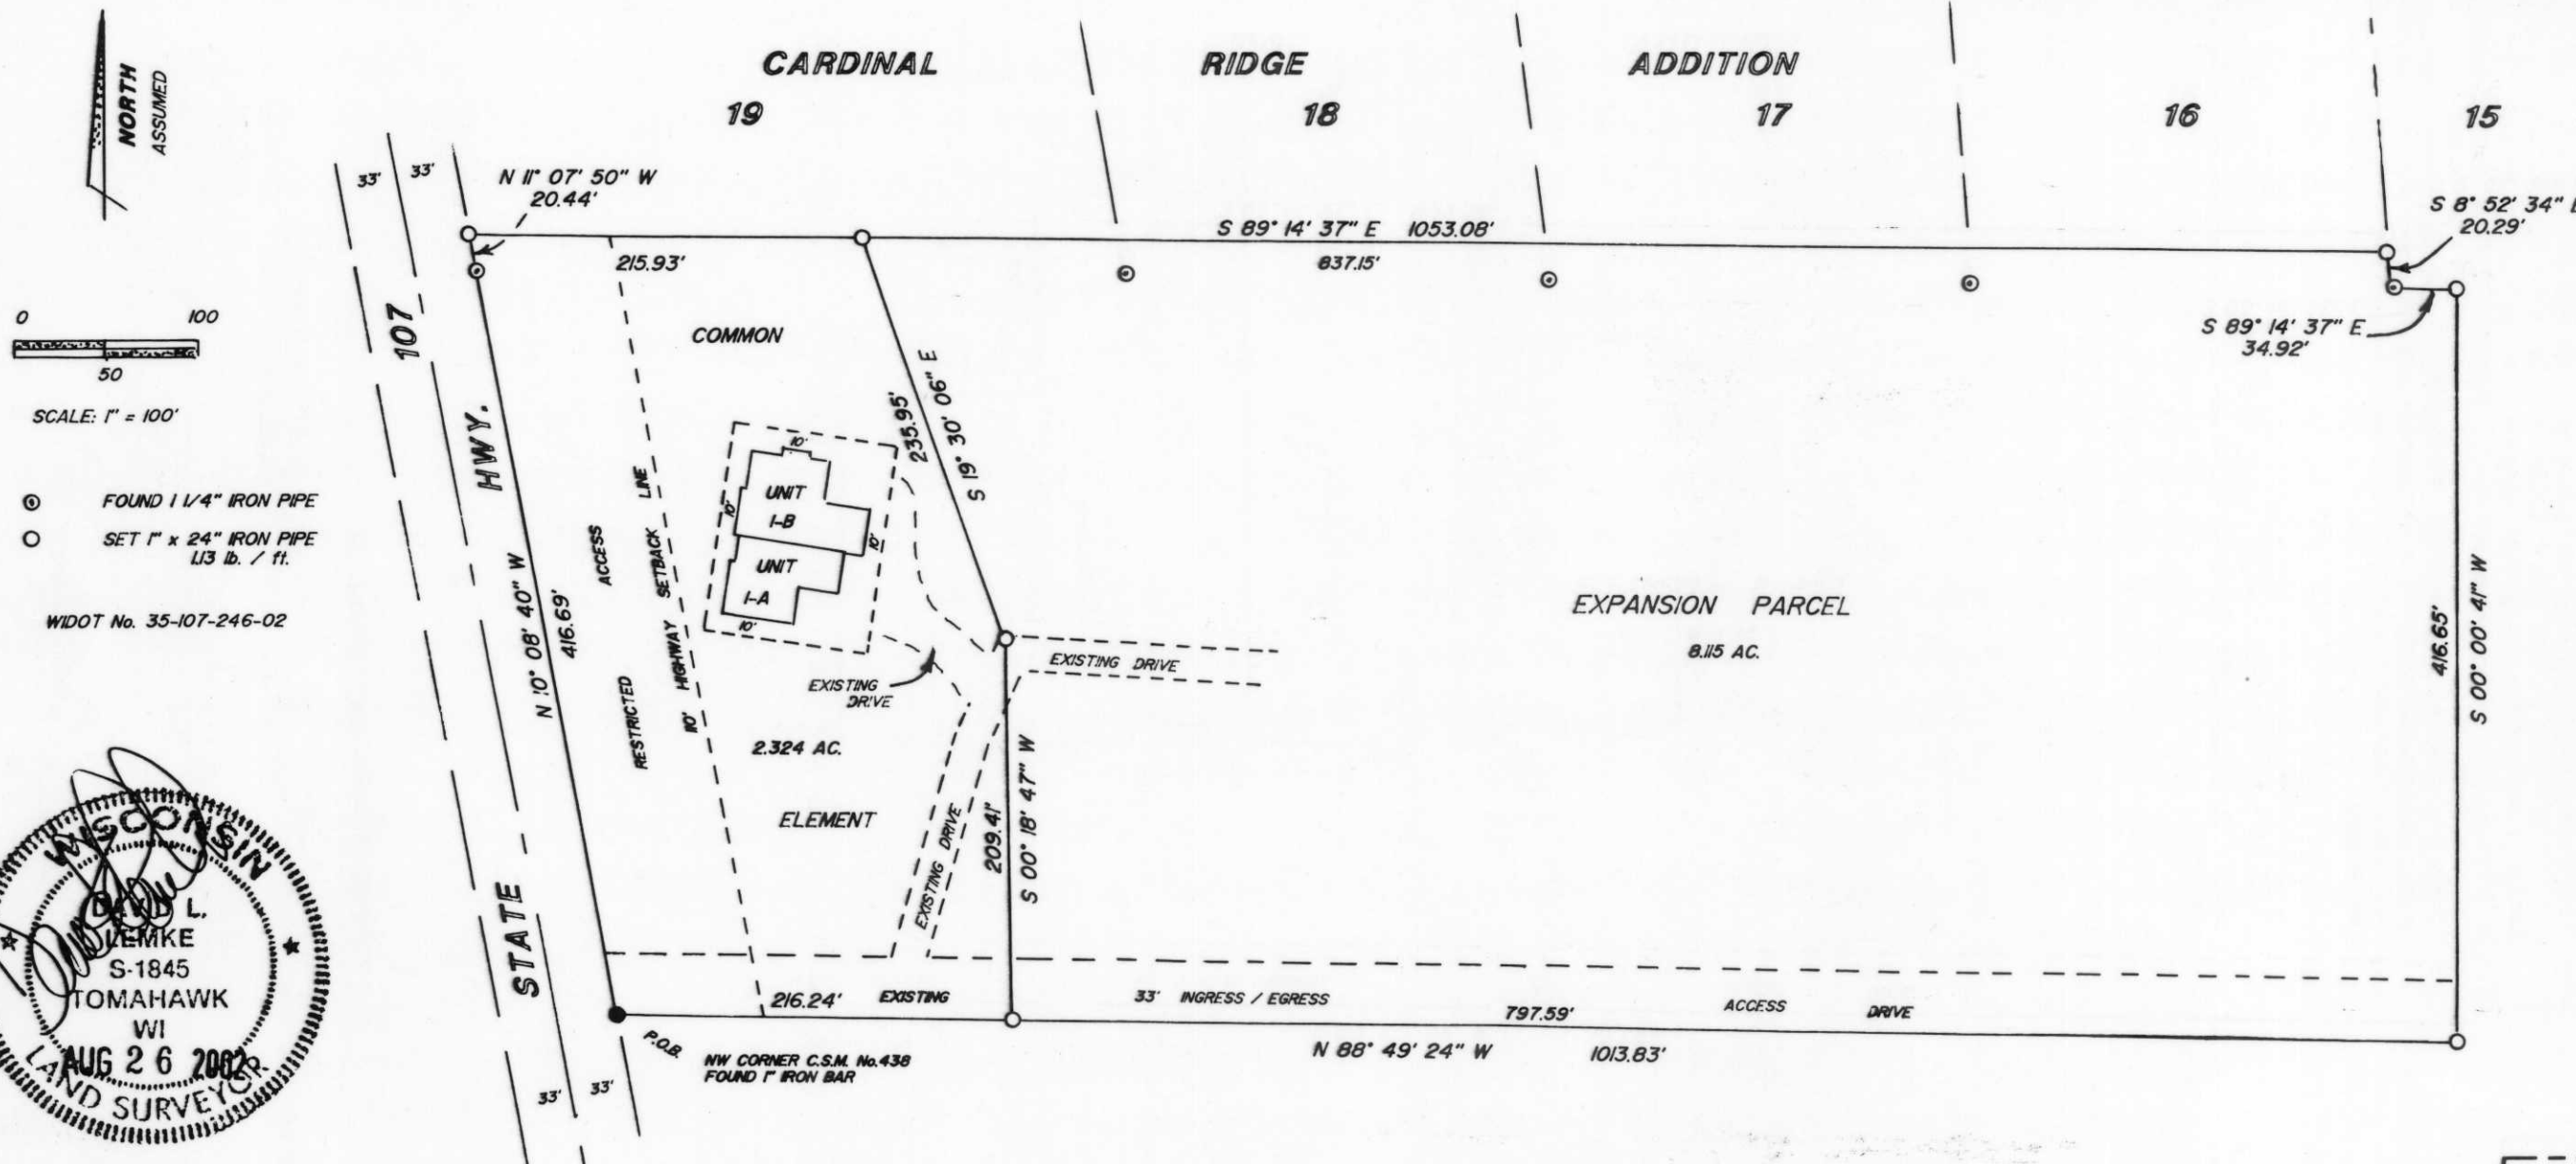 CARDINAL RIDGE ADDITION
19 18 17 16 15
NORTH
ASSUMED
33' 33'
N 11° 07' 50" W
20.44'
S 89° 14' 37" E 1053.08'
S 8° 52' 34" E
20.29'
215.93'
837.15'
S 89° 14' 37" E
34.92'
0 100
50
SCALE: 1" = 100'
FOUND 1 1/4" IRON PIPE
SET 1" x 24" IRON PIPE
1.13 lb. / ft.
WIDOT No. 35-107-246-02
STATE HWY. 107
N 10° 08' 40" W
416.69'
RESTRICTED ACCESS
110' HIGHWAY SETBACK LINE
COMMON
10'
UNIT
1-B
10'
10'
UNIT
1-A
10'
235.95'
S 19° 30' 06" E
EXISTING
DRIVE
EXISTING DRIVE
2.324 AC.
ELEMENT
EXISTING DRIVE
209.41'
S 00° 18' 47" W
EXPANSION PARCEL
8.115 AC.
416.65'
S 00° 00' 41" W
216.24' EXISTING 33' INGRESS / EGRESS 797.59' ACCESS DRIVE
N 88° 49' 24" W 1013.83'
P.O.B.
NW CORNER C.S.M. No.438
FOUND 1" IRON BAR
33' 33'
WISCONSIN
DAVID L.
LEMKE
S-1845
TOMAHAWK
WI
AUG 26 2002
LAND SURVEYOR